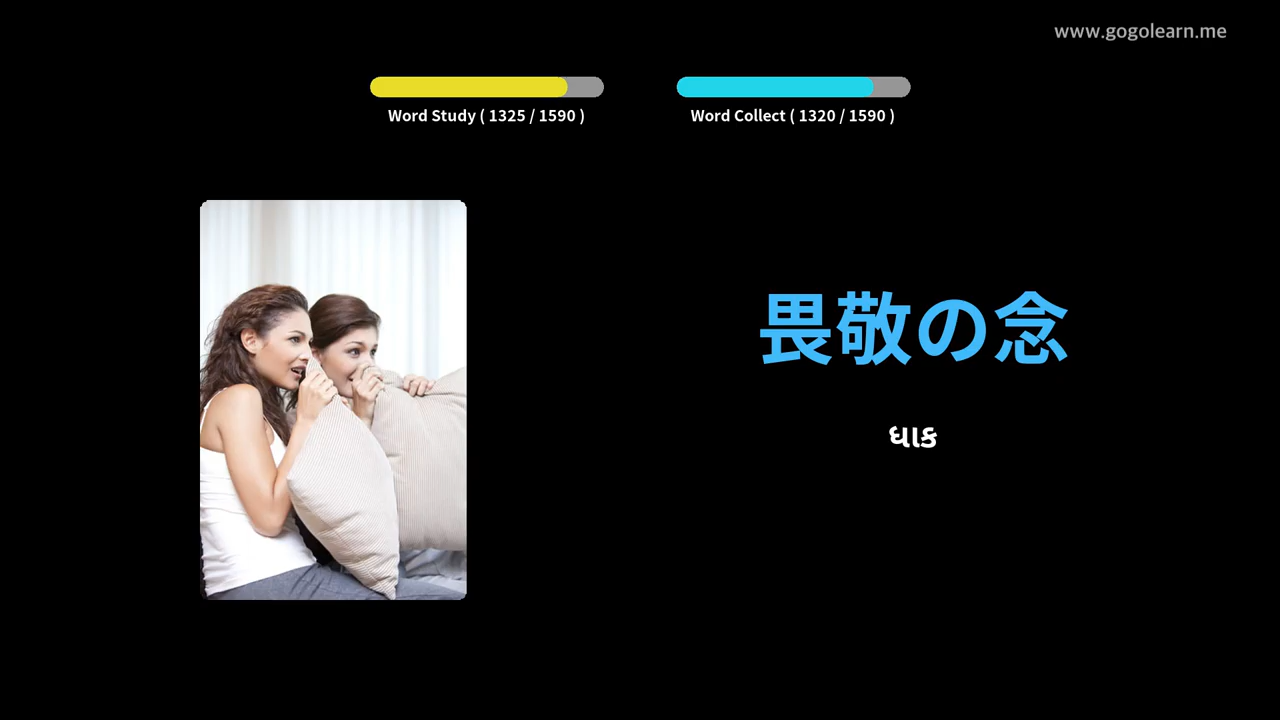 www.gogolearn.me
Word Study ( 1325 / 1590 )
Word Collect ( 1320 / 1590 )
畏敬の念
ધાક